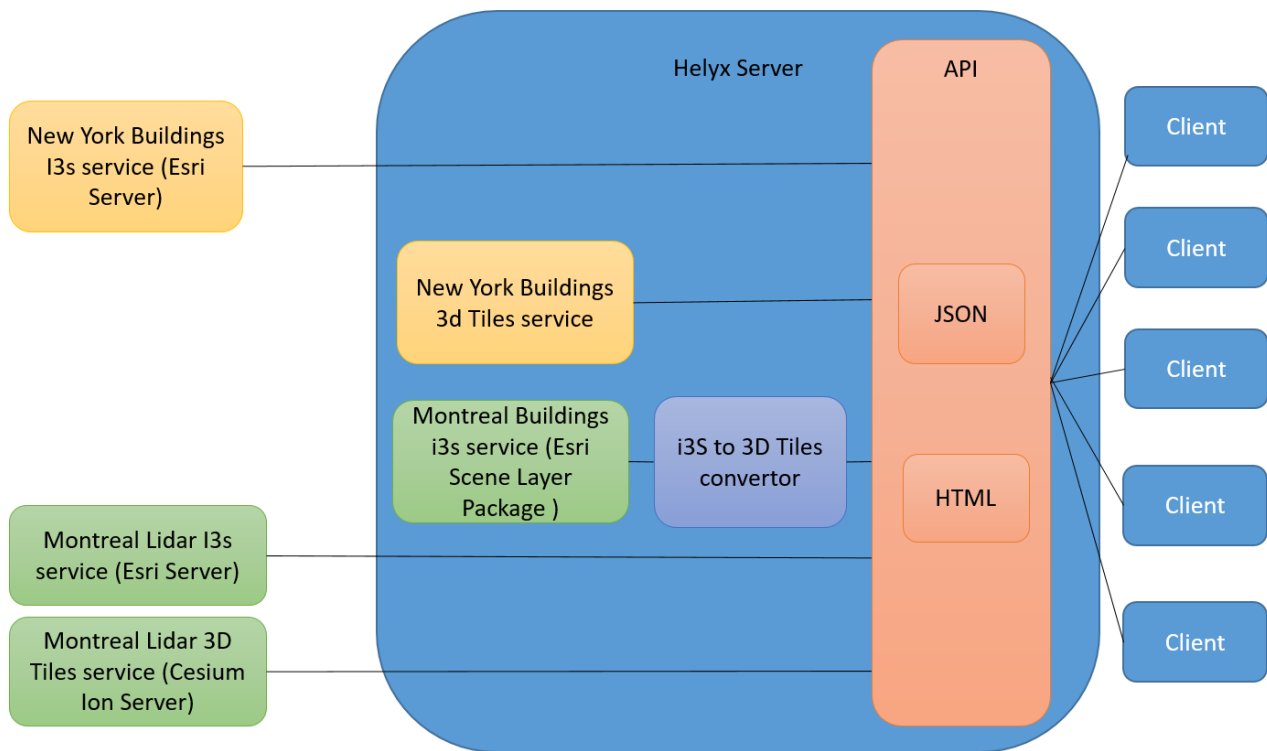 Helyx Server
API
New York Buildings
I3s service (Esri
Server)
New York Buildings
3d Tiles service
JSON
Montreal Buildings
i3s service (Esri
Scene Layer
Package )
i3S to 3D Tiles
convertor
HTML
Montreal Lidar I3s
service (Esri Server)
Montreal Lidar 3D
Tiles service (Cesium
Ion Server)
Client
Client
Client
Client
Client